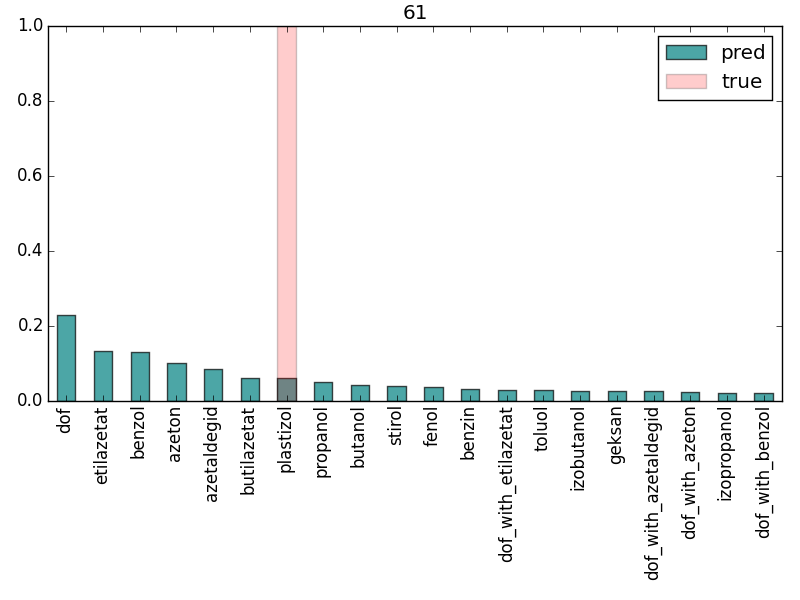 61
1.0
0.8
0.6
0.4
0.2
0.0
pred
true
dof
etilazetat
benzol
azeton
azetaldegid
butilazetat
plastizol
propanol
butanol
stirol
fenol
benzin
dof_with_etilazetat
toluol
izobutanol
geksan
dof_with_azetaldegid
dof_with_azeton
izopropanol
dof_with_benzol